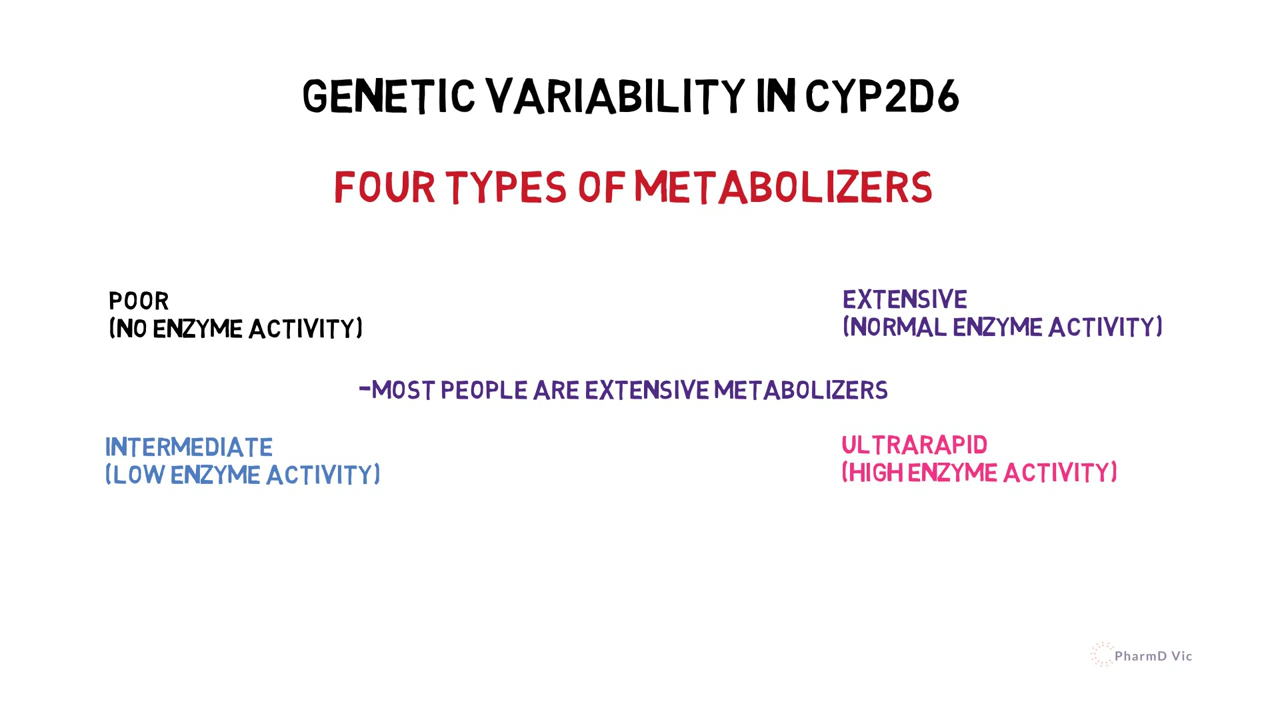 GENETIC VARIABILITY IN CYP2D6
FOUR TYPES OF METABOLIZERS
POOR
(NO ENZYME ACTIVITY)
EXTENSIVE
(NORMAL ENZYME ACTIVITY)
-MOST PEOPLE ARE EXTENSIVE METABOLIZERS
INTERMEDIATE
(LOW ENZYME ACTIVITY)
ULTRARAPID
(HIGH ENZYME ACTIVITY)
PharmD Vic